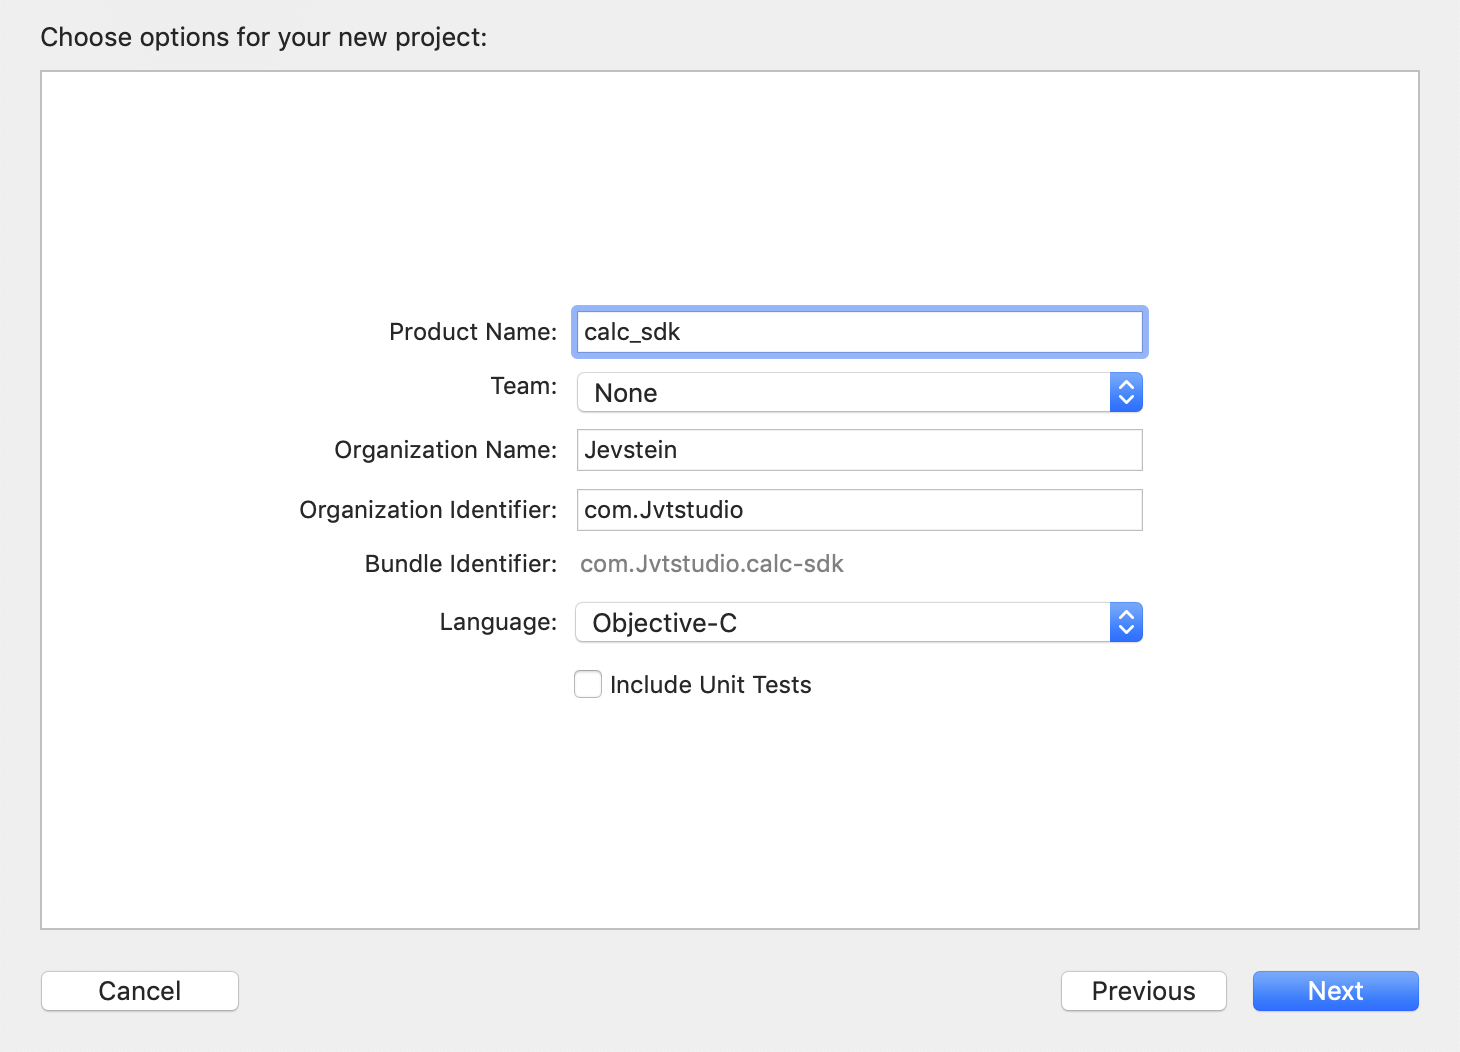 Choose options for your new project:
Product Name: calc_sdk
Team: None
Organization Name: Jevstein
Organization Identifier: com.Jvtstudio
Bundle Identifier: com.Jvtstudio.calc-sdk
Language: Objective-C
Include Unit Tests
Cancel Previous Next